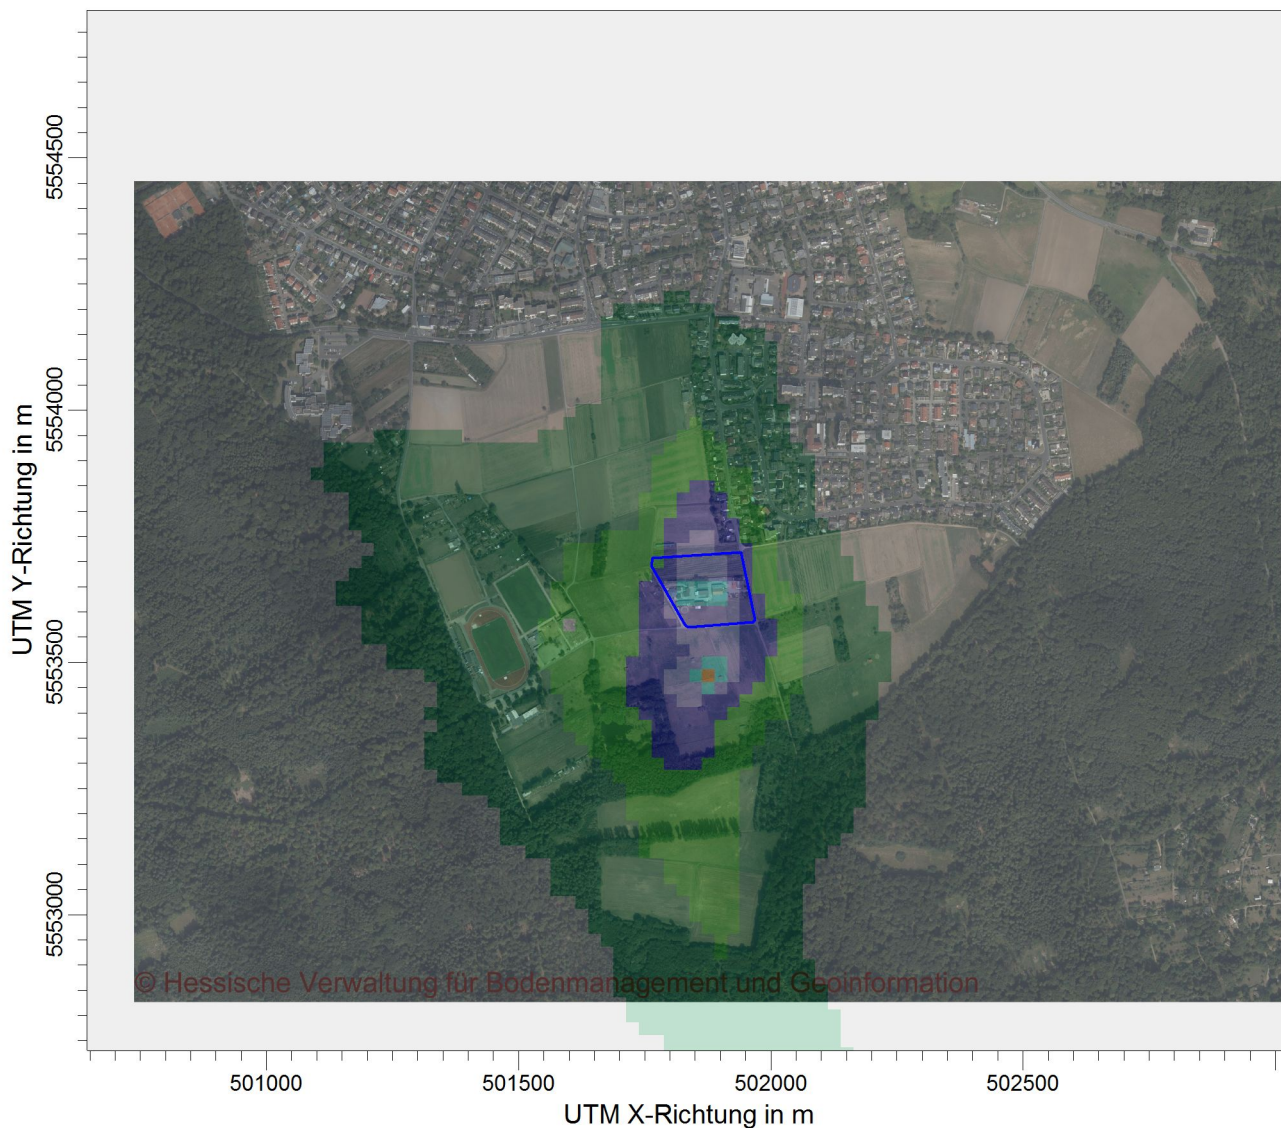 5554500
5554000
UTM Y-Richtung in m
5553500
5553000
© Hessische Verwaltung für Bodenmanagement und Geoinformation
501000 501500 502000 502500
UTM X-Richtung in m